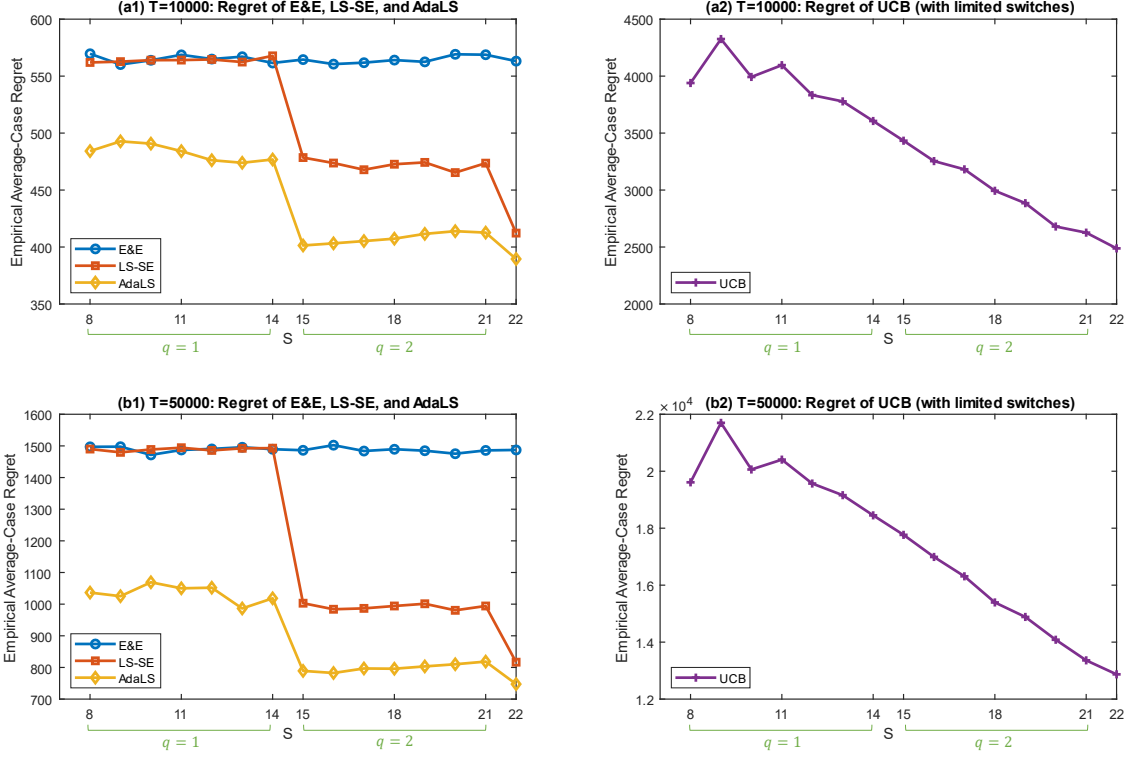 (a1) T=10000: Regret of E&E, LS-SE, and AdaLS
600
550
500
450
400
350
Empirical Average-Case Regret
E&E
LS-SE
AdaLS
8 11 14 15 18 21 22
S
q = 1
q = 2
(a2) T=10000: Regret of UCB (with limited switches)
4500
4000
3500
3000
2500
2000
Empirical Average-Case Regret
UCB
8 11 14 15 18 21 22
S
q = 1
q = 2
(b1) T=50000: Regret of E&E, LS-SE, and AdaLS
1600
1500
1400
1300
1200
1100
1000
900
800
700
Empirical Average-Case Regret
E&E
LS-SE
AdaLS
8 11 14 15 18 21 22
S
q = 1
q = 2
(b2) T=50000: Regret of UCB (with limited switches)
× 10⁴
2.2
2
1.8
1.6
1.4
1.2
Empirical Average-Case Regret
UCB
8 11 14 15 18 21 22
S
q = 1
q = 2